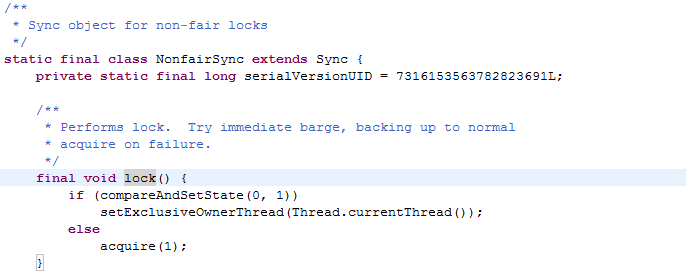 /**
 * Sync object for non-fair locks
 */
static final class NonfairSync extends Sync {
    private static final long serialVersionUID = 7316153563782823691L;
    /**
     * Performs lock.  Try immediate barge, backing up to normal
     * acquire on failure.
     */
    final void lock() {
        if (compareAndSetState(0, 1))
            setExclusiveOwnerThread(Thread.currentThread());
        else
            acquire(1);
    }